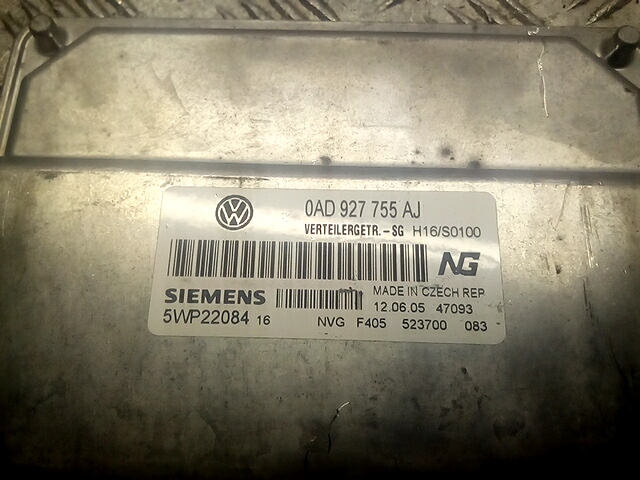 0AD 927 755 AJ
VERTEILERGETR.-SG H16/S0100
NG
SIEMENS MADE IN CZECH REP
12.06.05 47093
5WP22084 16 NVG F405 523700 083